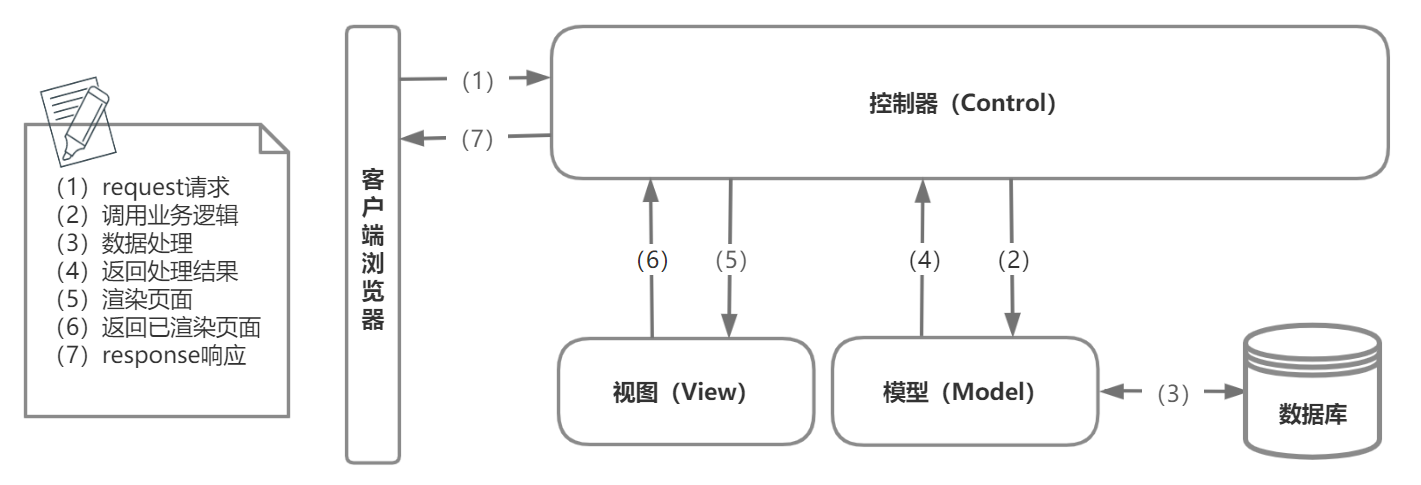 （1）request请求
（2）调用业务逻辑
（3）数据处理
（4）返回处理结果
（5）渲染页面
（6）返回已渲染页面
（7）response响应
客户端浏览器
（1）
（7）
控制器（Control）
（6）
（5）
（4）
（2）
视图（View）
模型（Model）
（3）
数据库